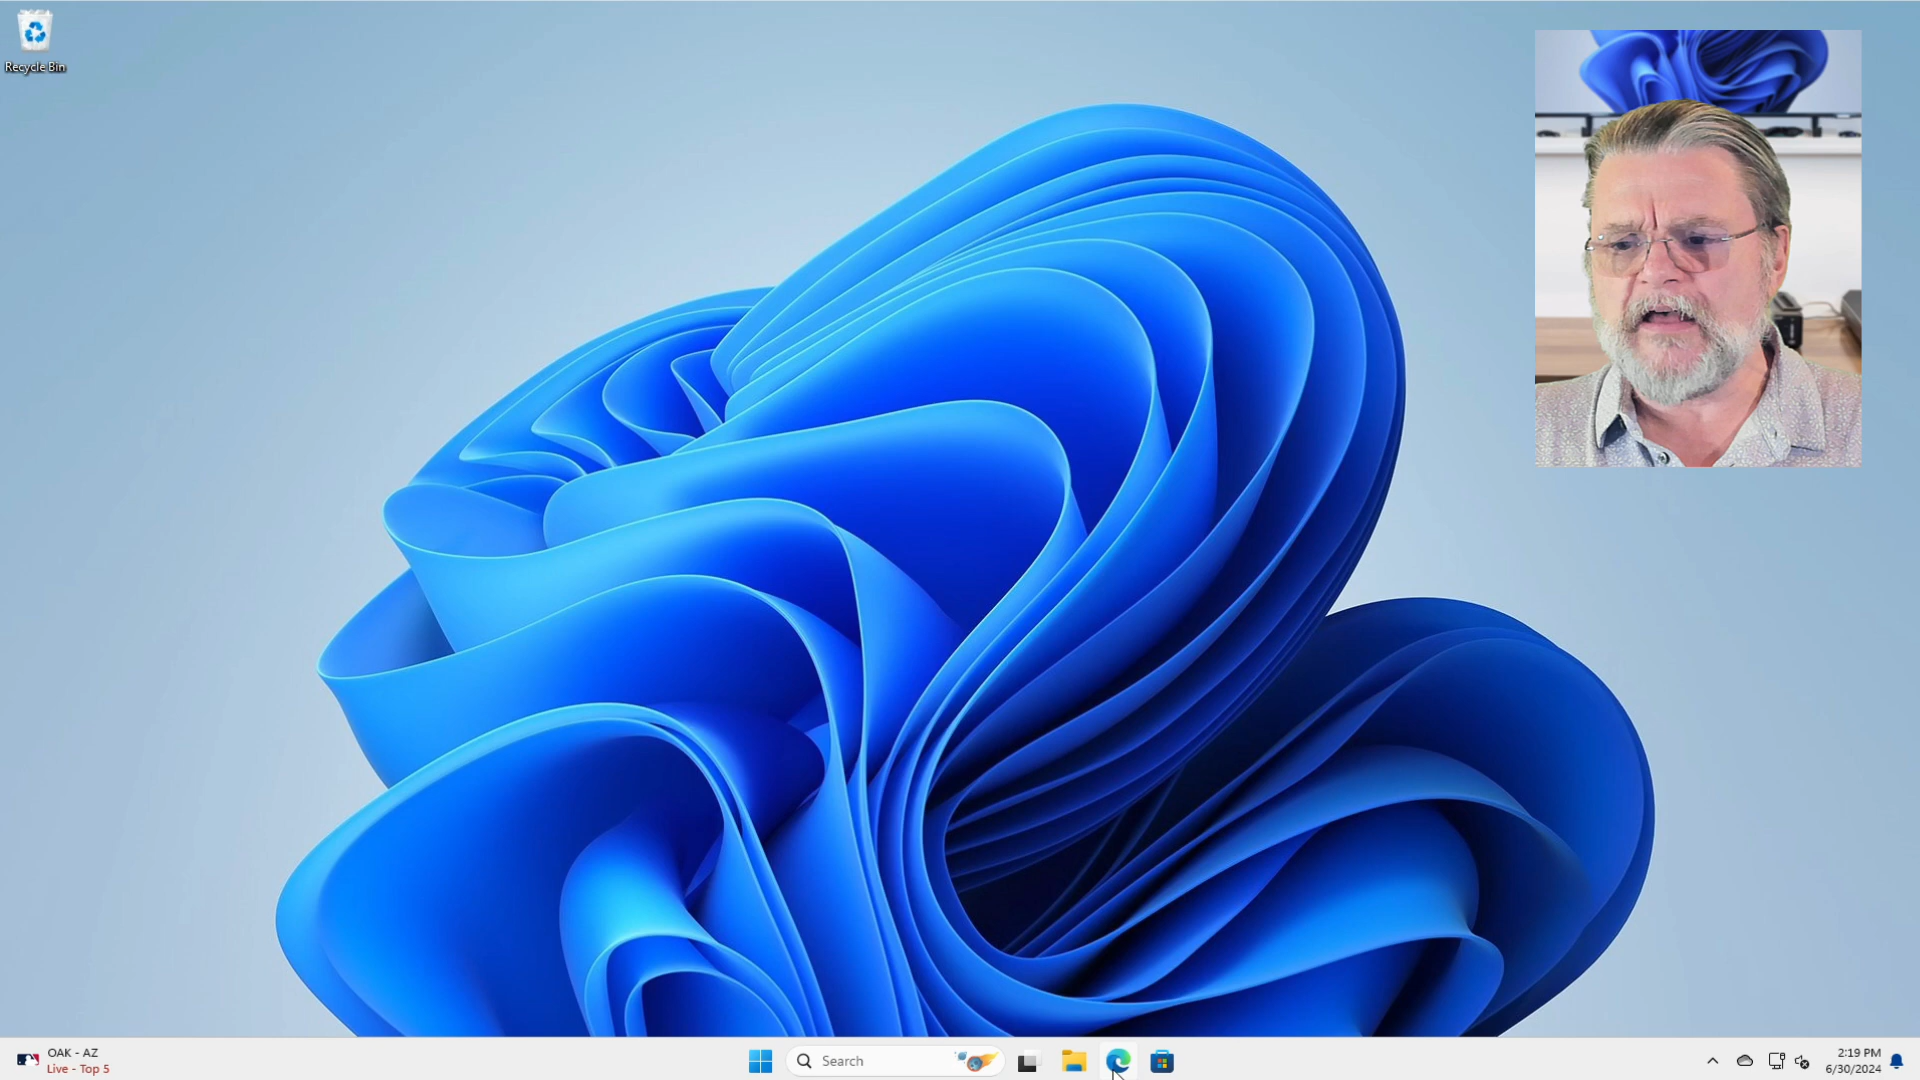 Recycle Bin
OAK - AZ
Live - Top 5
Search
2:19 PM
6/30/2024